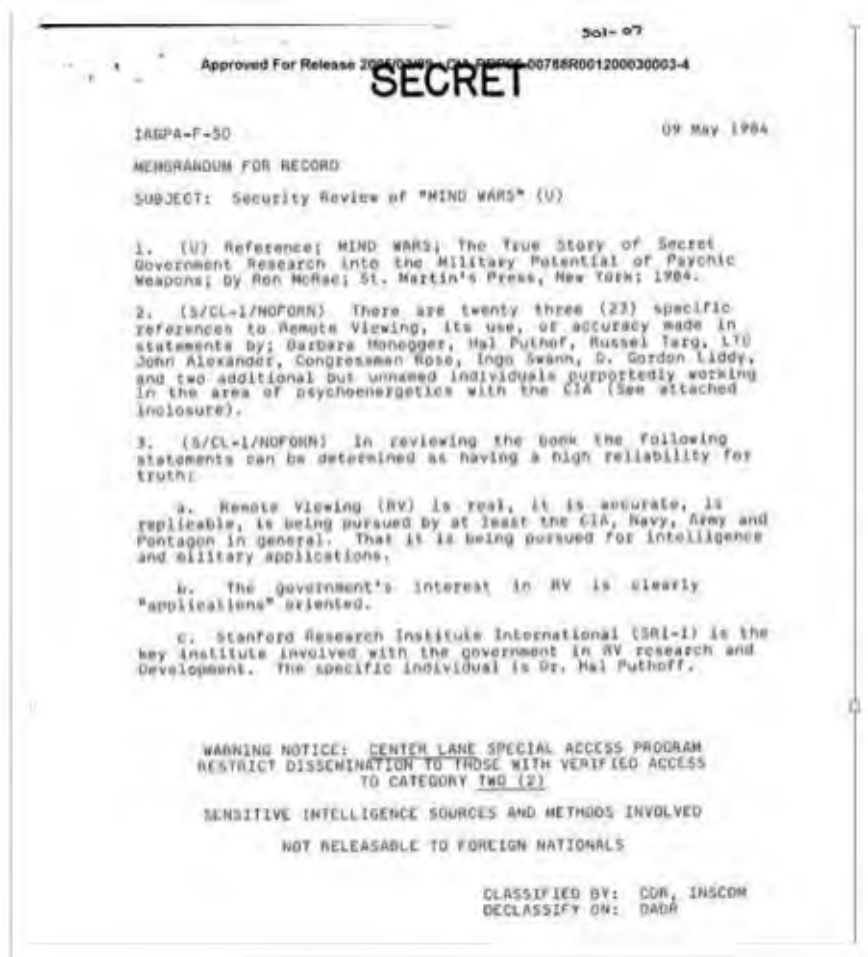 SG1-07
Approved For Release 2005/03/09 : CIA-RDP96-00788R001200030003-4
SECRET
IAGPA-F-SO
09 May 1984
MEMORANDUM FOR RECORD
SUBJECT: Security Review of "MIND WARS" (U)
1. (U) Reference; MIND WARS; The True Story of Secret
Government Research into the Military Potential of Psychic
Weapons; by Ron McRae; St. Martin's Press, New York; 1984.
2. (S/CL-1/NOFORN) There are twenty three (23) specific
references to Remote Viewing, its use, or accuracy made in
statements by; Barbara Honegger, Hal Puthof, Russel Targ, LTC
John Alexander, Congressman Rose, Ingo Swann, G. Gordon Liddy,
and two additional but unnamed individuals purportedly working
in the area of psychoenergetics with the CIA (See attached
inclosure).
3. (S/CL-1/NOFORN) In reviewing the book the following
statements can be determined as having a high reliability for
truth:
a. Remote Viewing (RV) is real, it is accurate, is
replicable, is being pursued by at least the CIA, Navy, Army and
Pentagon in general. That it is being pursued for intelligence
and military applications.
b. The government's interest in RV is clearly
"applications" oriented.
c. Stanford Research Institute International (SRI-I) is the
key institute involved with the government in RV research and
Development. The specific individual is Dr. Hal Puthoff.
WARNING NOTICE: CENTER LANE SPECIAL ACCESS PROGRAM
RESTRICT DISSEMINATION TO THOSE WITH VERIFIED ACCESS
TO CATEGORY TWO (2)
SENSITIVE INTELLIGENCE SOURCES AND METHODS INVOLVED
NOT RELEASABLE TO FOREIGN NATIONALS
CLASSIFIED BY: CDR, INSCOM
DECLASSIFY ON: OADR